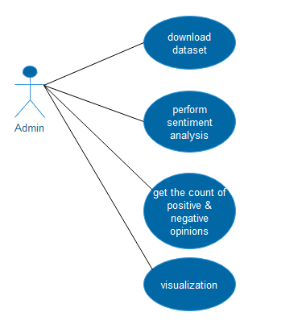 download
dataset
perform
sentiment
analysis
Admin
get the count of
positive &
negative
opinions
visualization